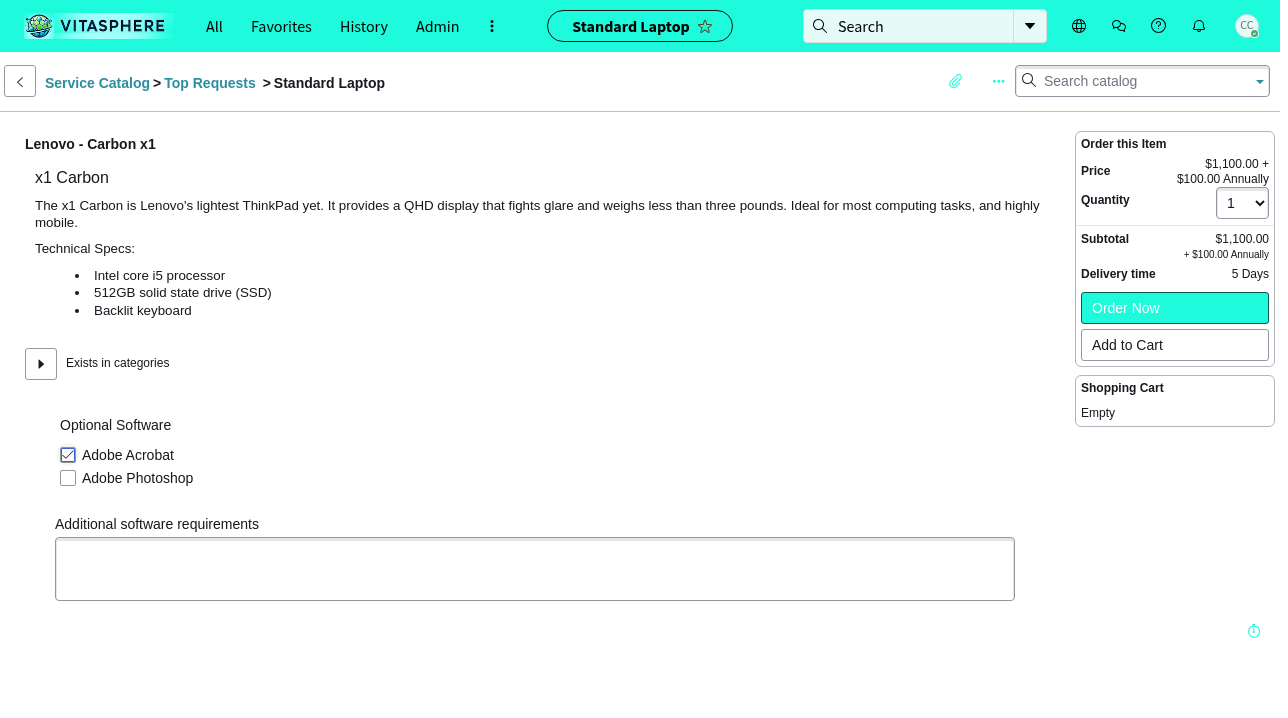 VITASPHERE
All
Favorites
History
Admin
Standard Laptop
Search
CC
Service Catalog > Top Requests > Standard Laptop
Search catalog
Lenovo - Carbon x1
x1 Carbon
The x1 Carbon is Lenovo's lightest ThinkPad yet. It provides a QHD display that fights glare and weighs less than three pounds. Ideal for most computing tasks, and highly
mobile.
Technical Specs:
Intel core i5 processor
512GB solid state drive (SSD)
Backlit keyboard
Exists in categories
Optional Software
Adobe Acrobat
Adobe Photoshop
Additional software requirements
Order this Item
Price $1,100.00 +
$100.00 Annually
Quantity 1
Subtotal $1,100.00
+ $100.00 Annually
Delivery time 5 Days
Order Now
Add to Cart
Shopping Cart
Empty